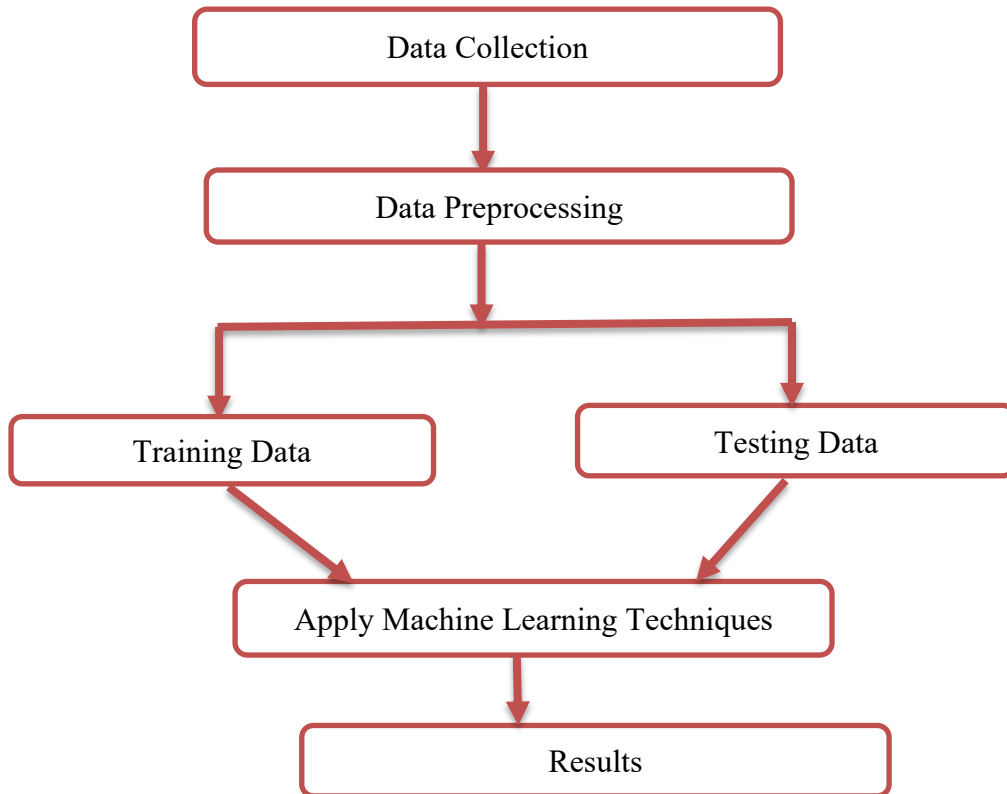 Data Collection
Data Preprocessing
Training Data
Testing Data
Apply Machine Learning Techniques
Results